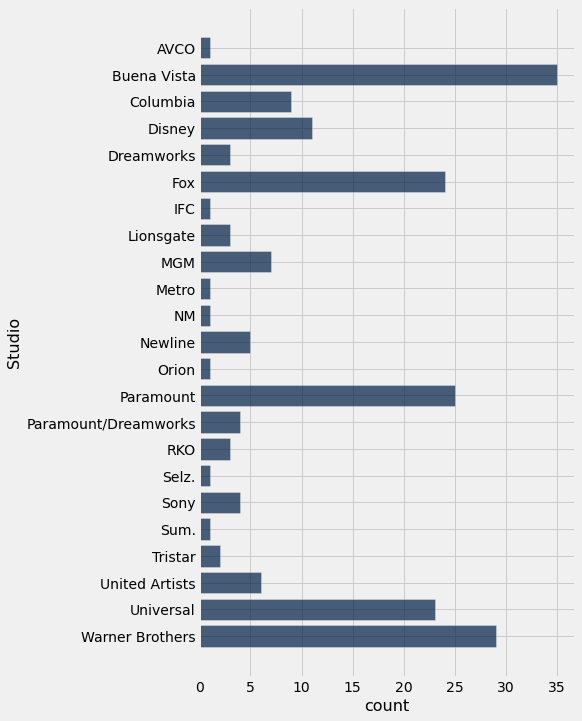 Studio
AVCO
Buena Vista
Columbia
Disney
Dreamworks
Fox
IFC
Lionsgate
MGM
Metro
NM
Newline
Orion
Paramount
Paramount/Dreamworks
RKO
Selz.
Sony
Sum.
Tristar
United Artists
Universal
Warner Brothers
0 5 10 15 20 25 30 35
count